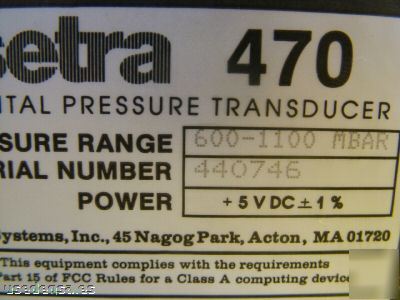 setra 470
ITAL PRESSURE TRANSDUCER
SURE RANGE 600-1100 MBAR
RIAL NUMBER 440746
POWER + 5 V DC ± 1 %
Systems, Inc., 45 Nagog Park, Acton, MA 01720
This equipment complies with the requirements
Part 15 of FCC Rules for a Class A computing device